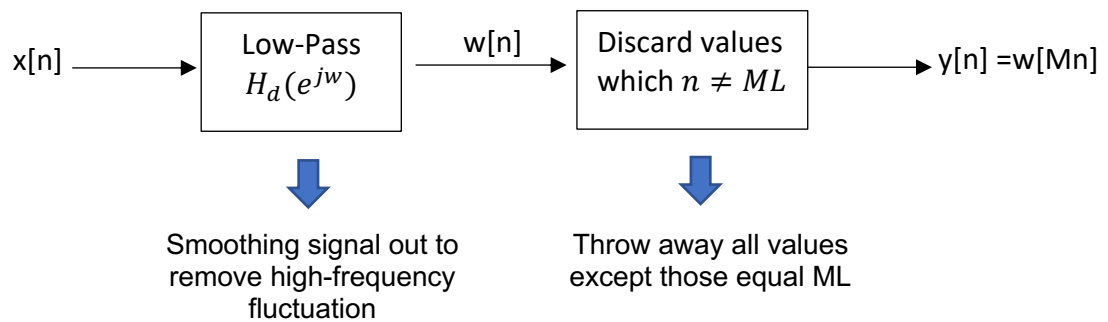 x[n]
Low-Pass
H_d(e^{jw})
w[n]
Discard values
which n ≠ ML
y[n] =w[Mn]
Smoothing signal out to
remove high-frequency
fluctuation
Throw away all values
except those equal ML